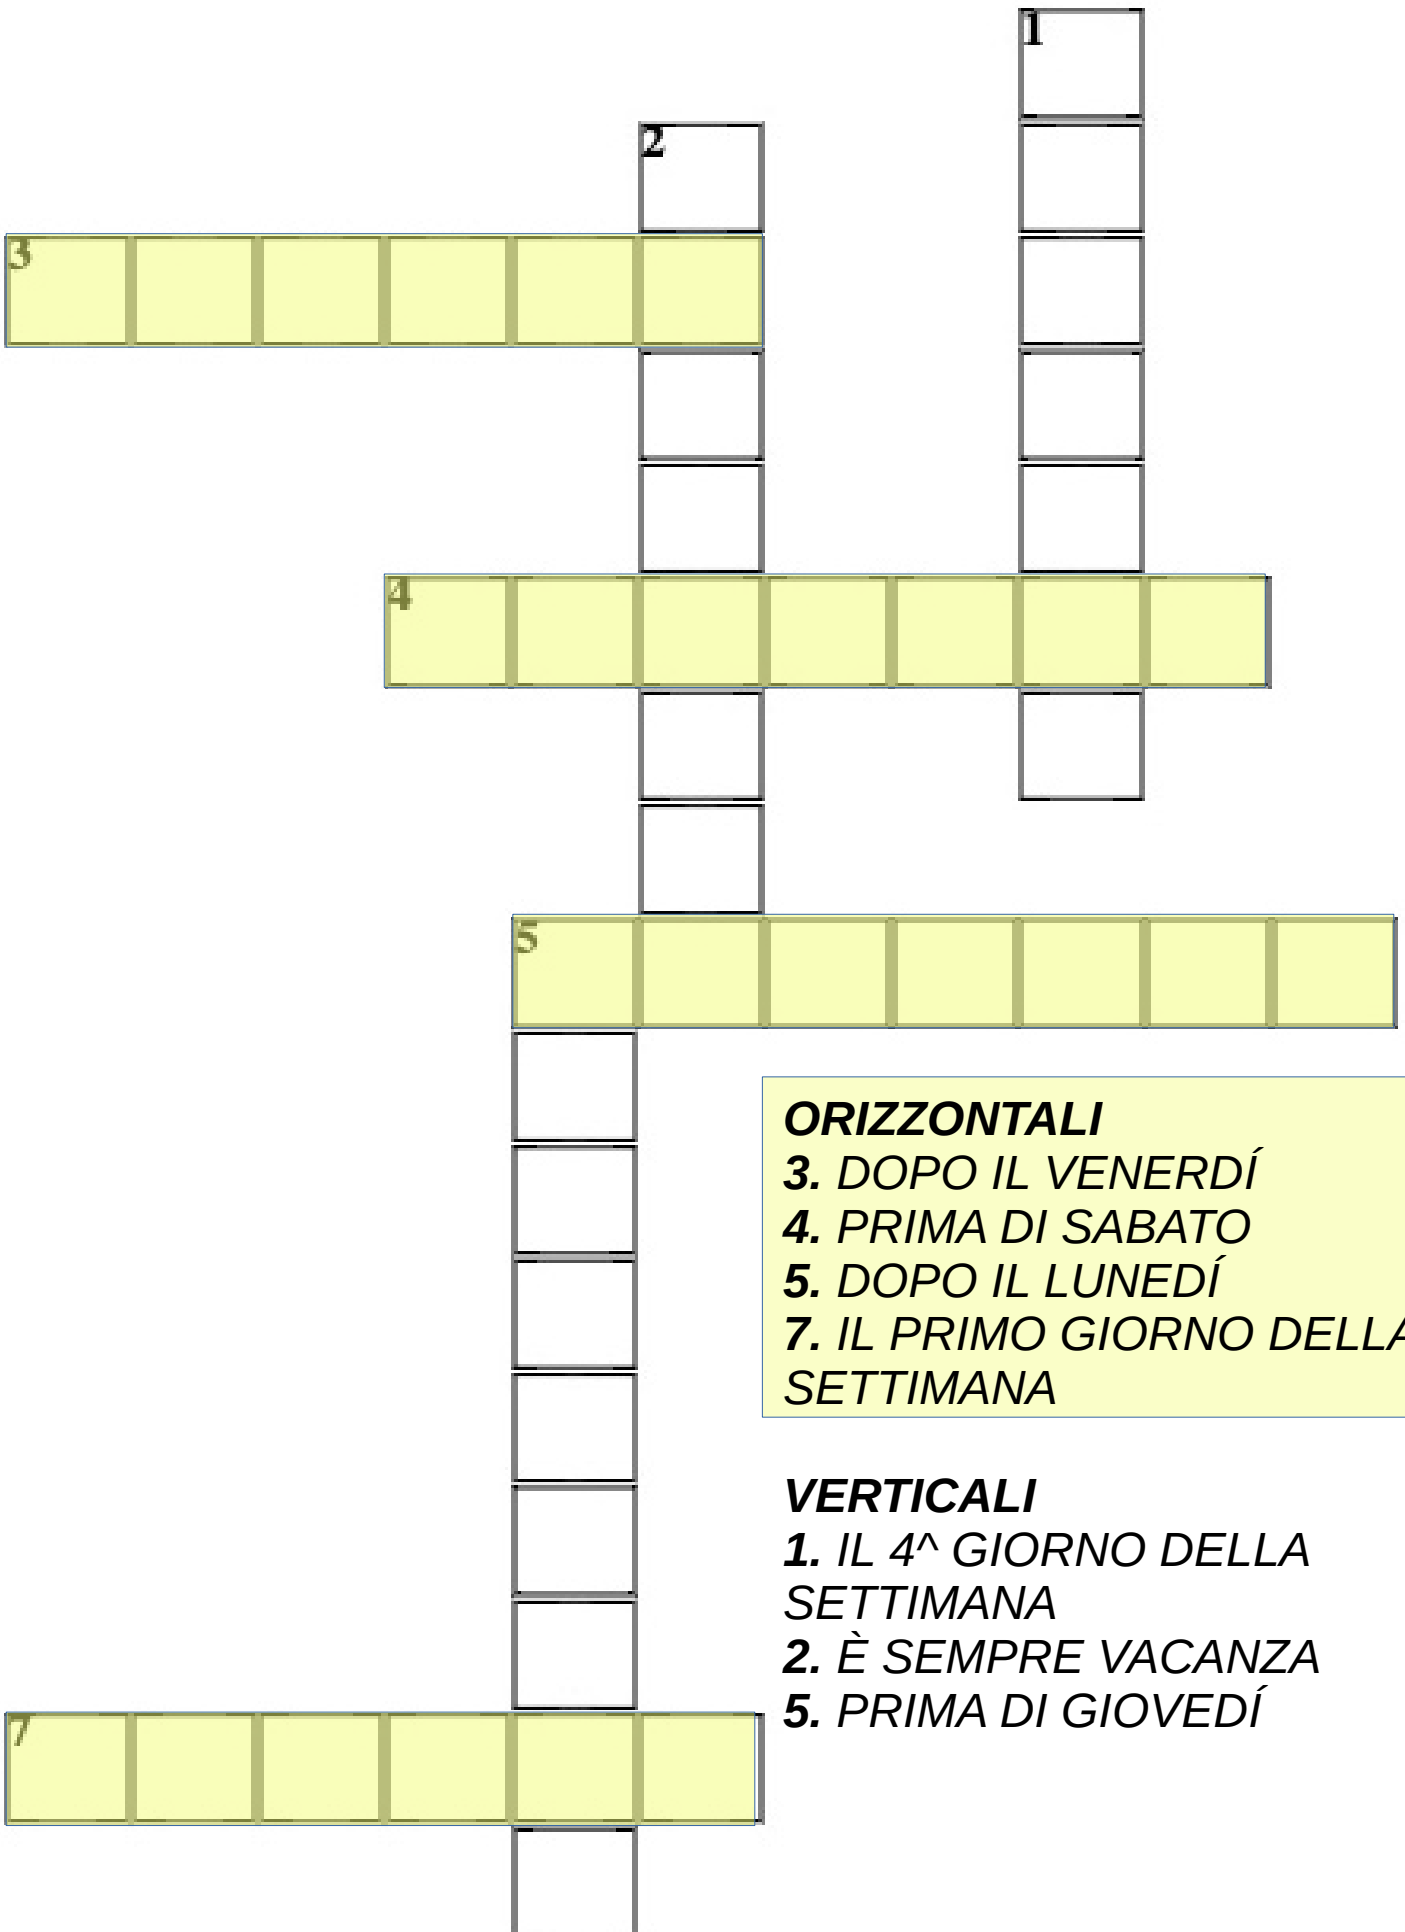 1
2
3
4
5
ORIZZONTALI
3. DOPO IL VENERDÍ
4. PRIMA DI SABATO
5. DOPO IL LUNEDÍ
7. IL PRIMO GIORNO DELLA
SETTIMANA
VERTICALI
1. IL 4^ GIORNO DELLA
SETTIMANA
2. È SEMPRE VACANZA
5. PRIMA DI GIOVEDÍ
7